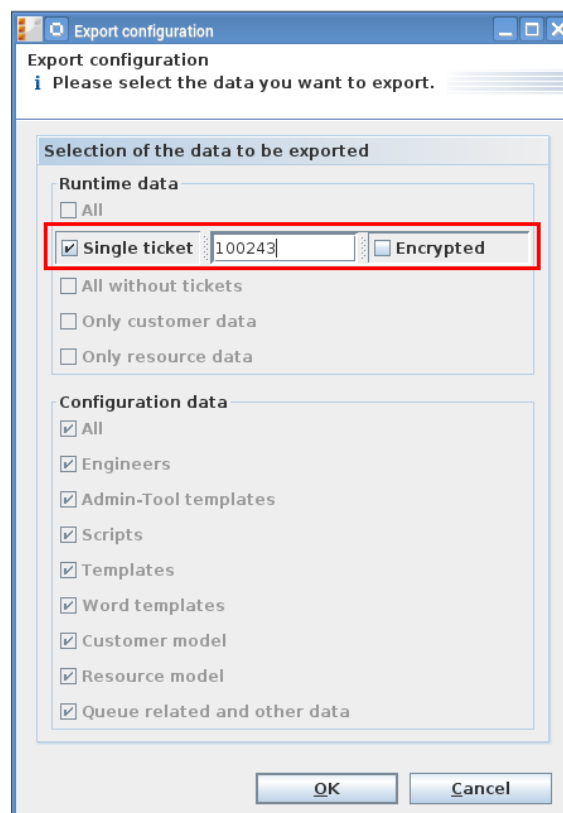 Export configuration
Export configuration
i Please select the data you want to export.
Selection of the data to be exported
Runtime data
All
Single ticket 100243 Encrypted
All without tickets
Only customer data
Only resource data
Configuration data
All
Engineers
Admin-Tool templates
Scripts
Templates
Word templates
Customer model
Resource model
Queue related and other data
OK Cancel